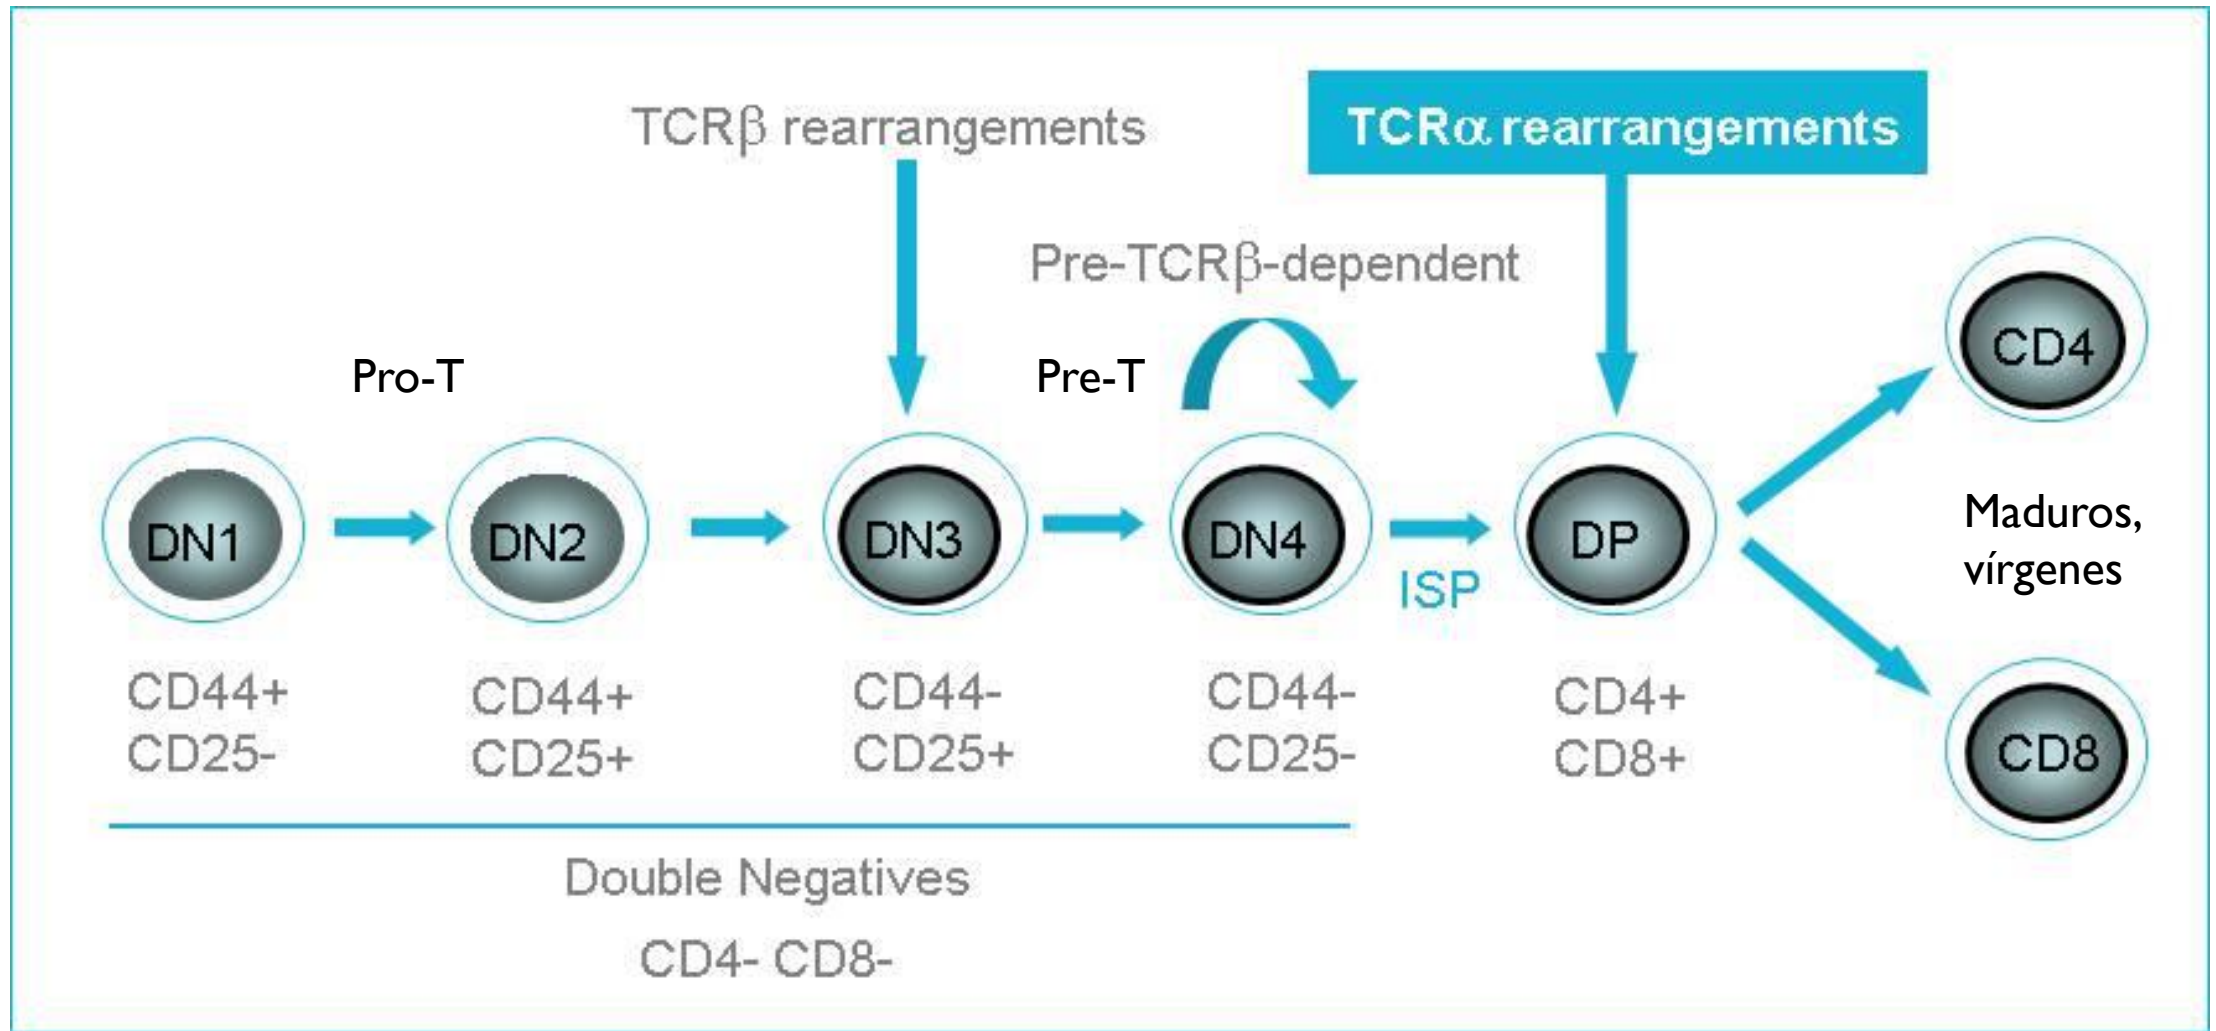 TCRβ rearrangements
TCRα rearrangements
Pre-TCRβ-dependent
Pro-T
Pre-T
DN1
DN2
DN3
DN4
ISP
DP
CD4
Maduros,
vírgenes
CD8
CD44+
CD25-
CD44+
CD25+
CD44-
CD25+
CD44-
CD25-
CD4+
CD8+
Double Negatives
CD4- CD8-